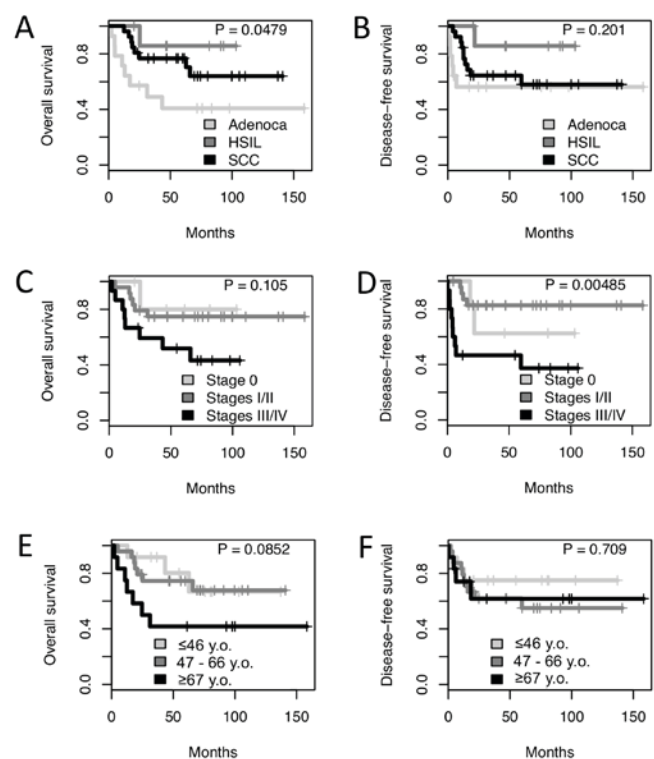 A
P = 0.0479
Overall survival
0.0 0.4 0.8
Adenoca
HSIL
SCC
0 50 100 150
Months
B
P = 0.201
Disease-free survival
0.0 0.4 0.8
Adenoca
HSIL
SCC
0 50 100 150
Months
C
P = 0.105
Overall survival
0.0 0.4 0.8
Stage 0
Stages I/II
Stages III/IV
0 50 100 150
Months
D
P = 0.00485
Disease-free survival
0.0 0.4 0.8
Stage 0
Stages I/II
Stages III/IV
0 50 100 150
Months
E
P = 0.0852
Overall survival
0.0 0.4 0.8
≤46 y.o.
47 - 66 y.o.
≥67 y.o.
0 50 100 150
Months
F
P = 0.709
Disease-free survival
0.0 0.4 0.8
≤46 y.o.
47 - 66 y.o.
≥67 y.o.
0 50 100 150
Months